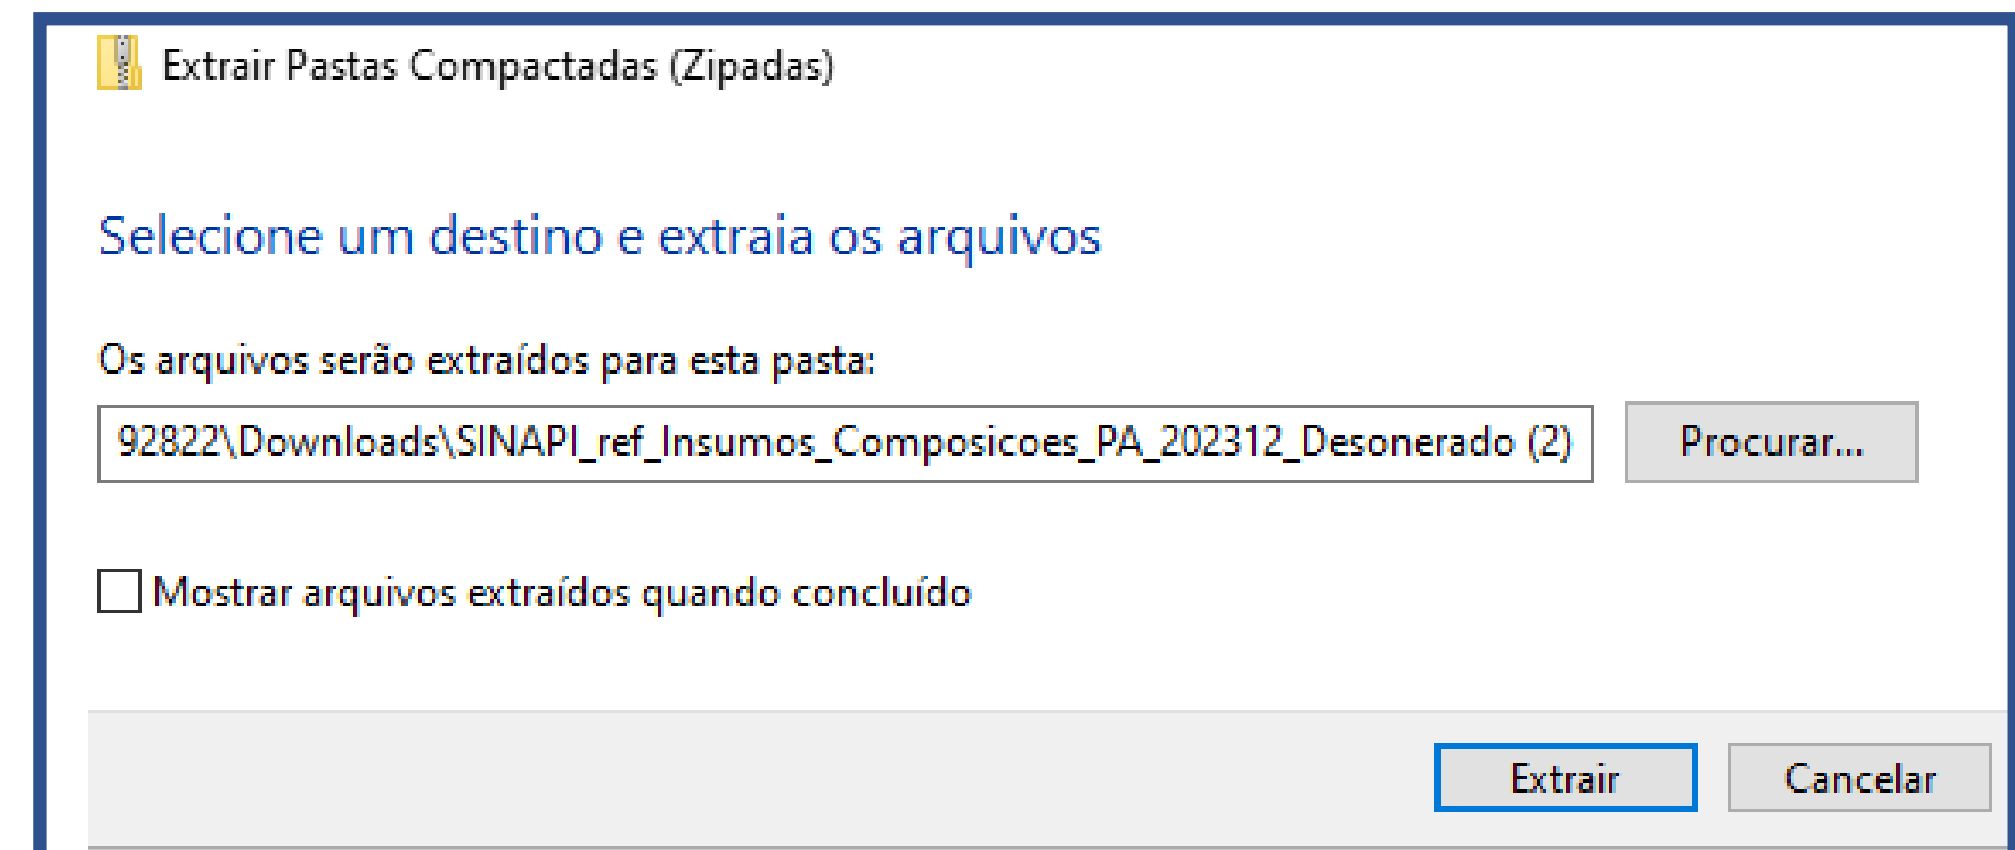 Extrair Pastas Compactadas (Zipadas)
Selecione um destino e extraia os arquivos
Os arquivos serão extraídos para esta pasta:
92822\Downloads\SINAPI_ref_Insumos_Composicoes_PA_202312_Desonerado (2)
Procurar...
Mostrar arquivos extraídos quando concluído
Extrair
Cancelar